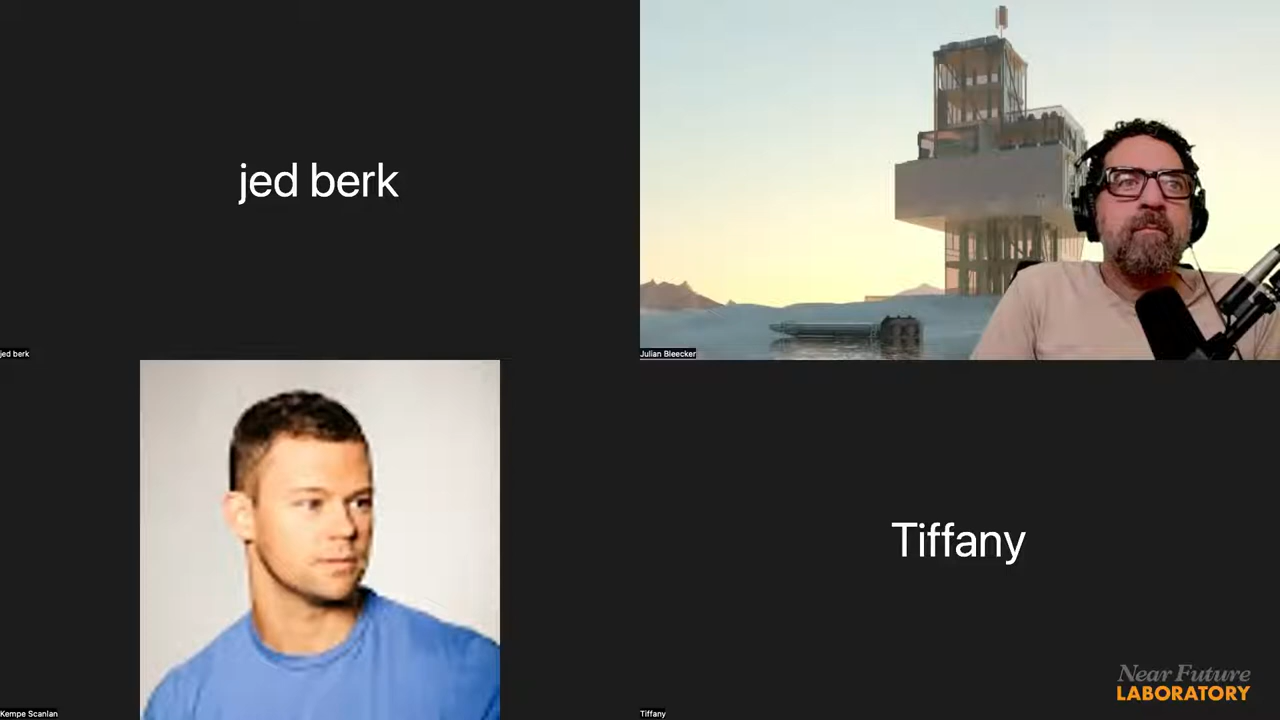 jed berk
jed berk
Julian Bleecker
Tiffany
Kempe Scanlan
Tiffany
Near Future
LABORATORY